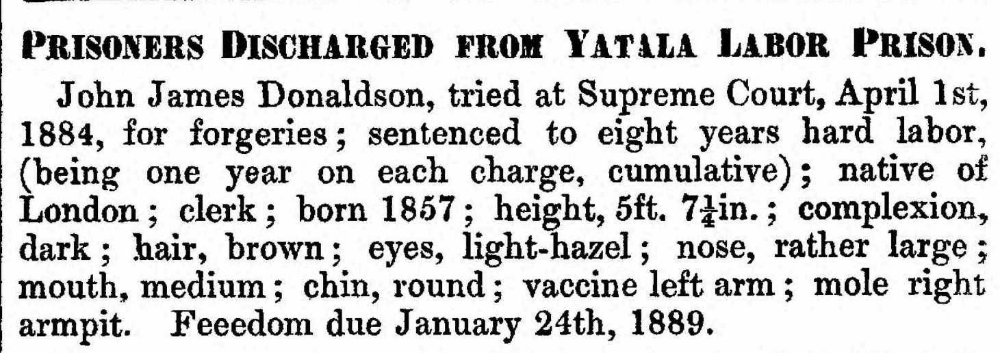 PRISONERS DISCHARGED FROM YATALA LABOR PRISON.
John James Donaldson, tried at Supreme Court, April 1st,
1884, for forgeries; sentenced to eight years hard labor,
(being one year on each charge, cumulative); native of
London; clerk; born 1857; height, 5ft. 7¼in.; complexion,
dark; hair, brown; eyes, light-hazel; nose, rather large;
mouth, medium; chin, round; vaccine left arm; mole right
armpit. Feeedom due January 24th, 1889.